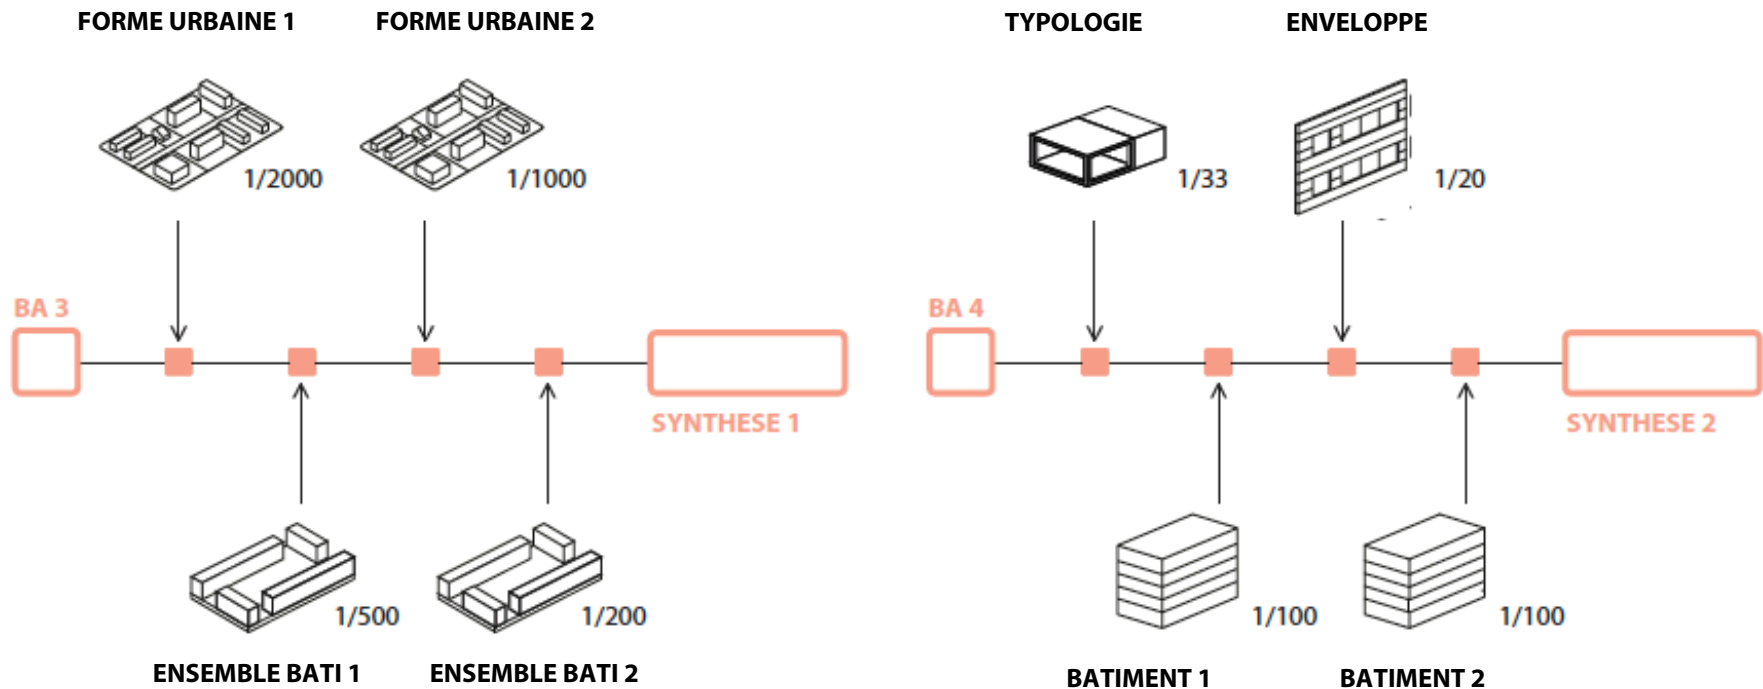 FORME URBAINE 1
FORME URBAINE 2
TYPOLOGIE
ENVELOPPE
1/2000
1/1000
1/33
1/20
BA 3
BA 4
SYNTHESE 1
SYNTHESE 2
1/500
1/200
1/100
1/100
ENSEMBLE BATI 1
ENSEMBLE BATI 2
BATIMENT 1
BATIMENT 2